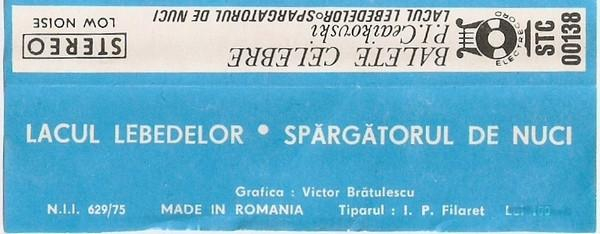 BALETE CELEBRE
P.I. Ceaikovski
LACUL LEBEDELOR◦SPARGATORUL DE NUCI
STEREO
LOW NOISE
ELECTRECORD
STC
00138
LACUL LEBEDELOR • SPĂRGĂTORUL DE NUCI
Grafica : Victor Brătulescu
N.I.I. 629/75 MADE IN ROMANIA Tiparul : I. P. Filaret